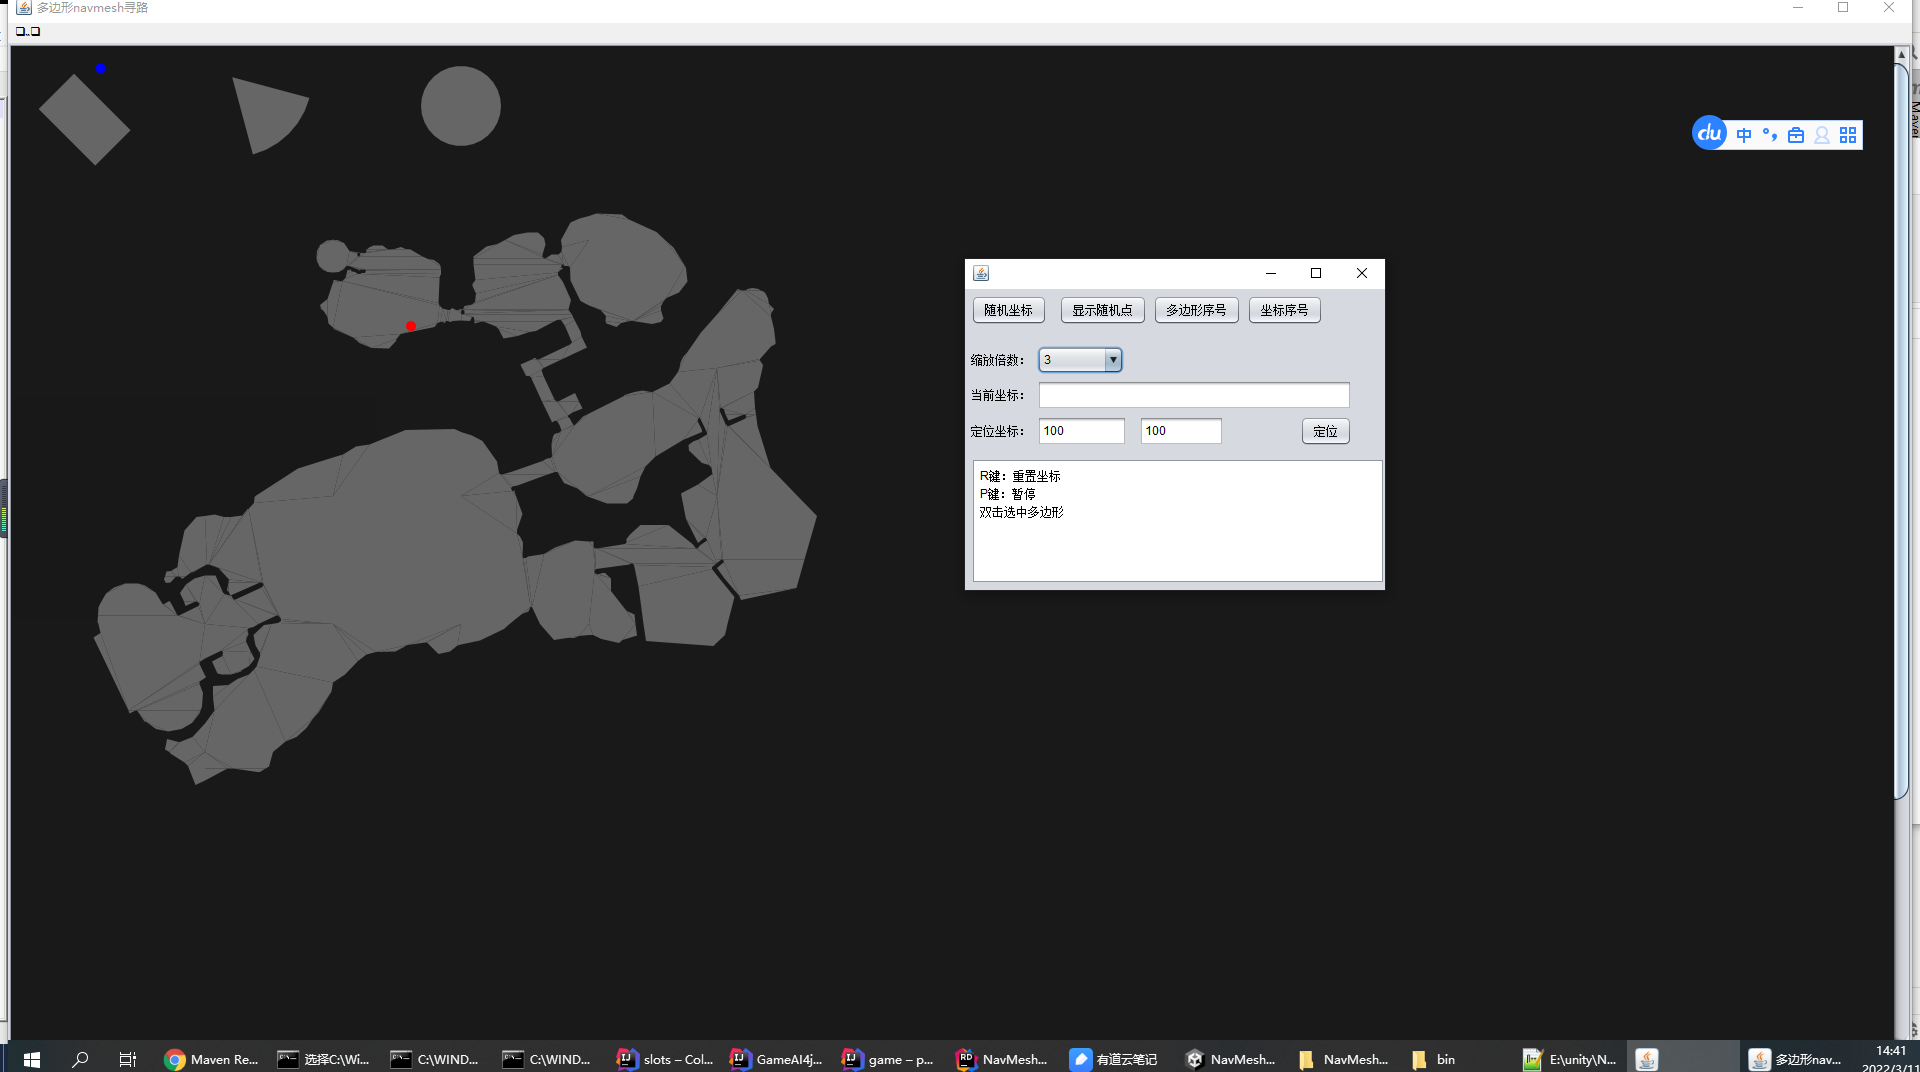 多边形navmesh寻路
du 中
随机坐标 显示随机点 多边形序号 坐标序号
缩放倍数： 3
当前坐标：
定位坐标： 100 100 定位
R键：重置坐标
P键：暂停
双击选中多边形
Maven Re... 选择C:\Wi... C:\WIND... C:\WIND... slots – Col... GameAI4j... game – p... NavMesh... 有道云笔记 NavMesh... NavMesh... bin E:\unity\N... 多边形nav... 14:41
2022/3/11